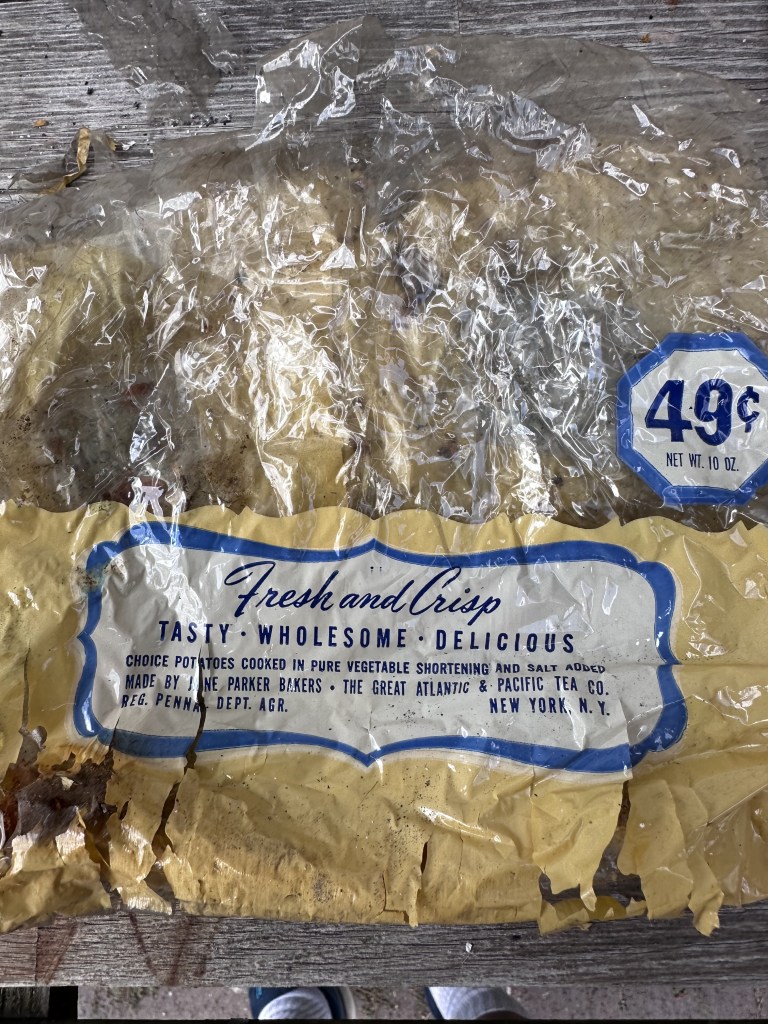 49¢
NET WT. 10 OZ.
Fresh and Crisp
TASTY · WHOLESOME · DELICIOUS
CHOICE POTATOES COOKED IN PURE VEGETABLE SHORTENING AND SALT ADDED
MADE BY JANE PARKER BAKERS · THE GREAT ATLANTIC & PACIFIC TEA CO.
REG. PENNA. DEPT. AGR. NEW YORK, N.Y.